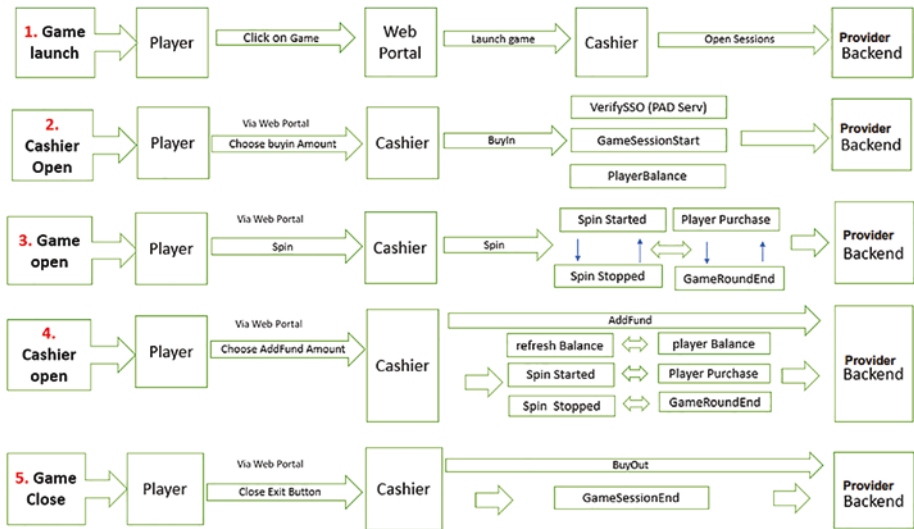 1. Game
launch
Player
Click on Game
Web
Portal
Launch game
Cashier
Open Sessions
Provider
Backend
2.
Cashier
Open
Player
Via Web Portal
Choose buyin Amount
Cashier
BuyIn
VerifySSO (PAD Serv)
GameSessionStart
PlayerBalance
Provider
Backend
3. Game
open
Player
Via Web Portal
Spin
Cashier
Spin
Spin Started
Player Purchase
Spin Stopped
GameRoundEnd
Provider
Backend
4.
Cashier
open
Player
Via Web Portal
Choose AddFund Amount
Cashier
AddFund
refresh Balance
player Balance
Spin Started
Player Purchase
Spin Stopped
GameRoundEnd
Provider
Backend
5. Game
Close
Player
Via Web Portal
Close Exit Button
Cashier
BuyOut
GameSessionEnd
Provider
Backend